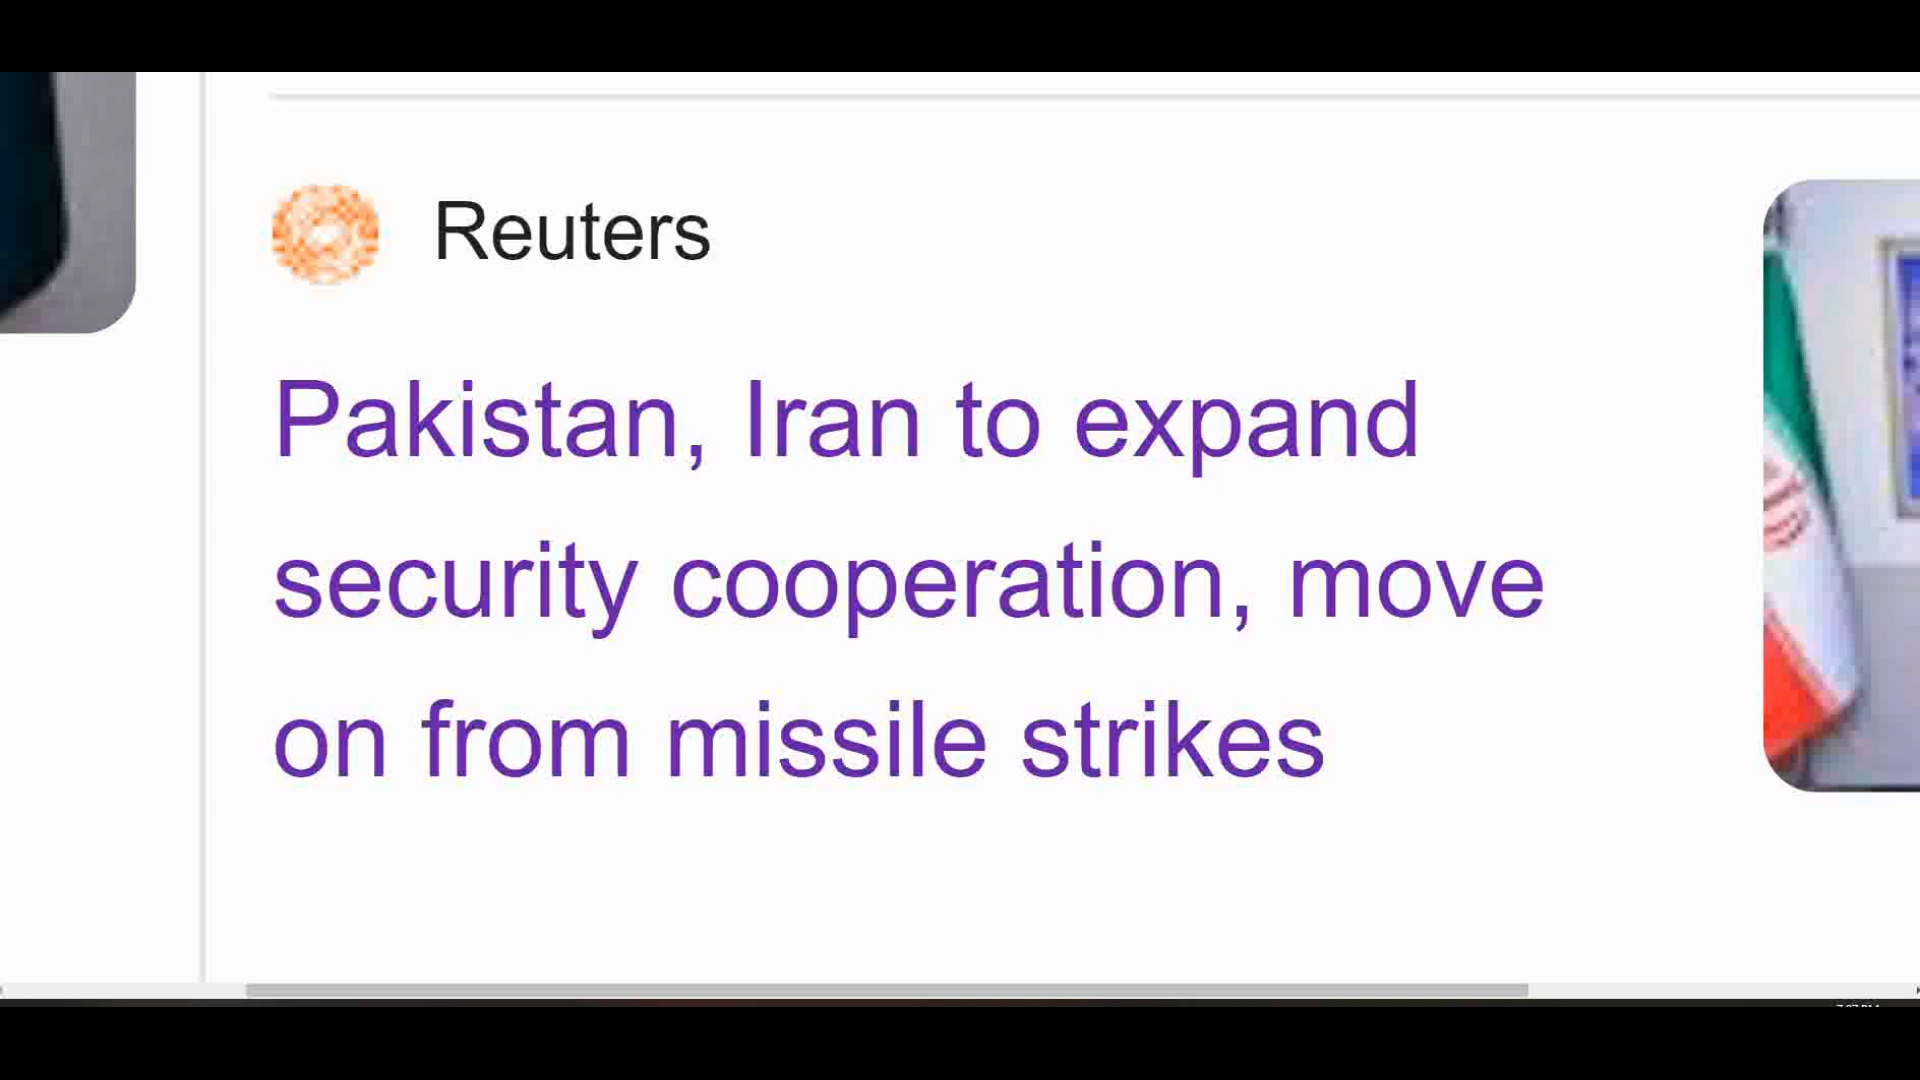 Reuters
Pakistan, Iran to expand
security cooperation, move
on from missile strikes